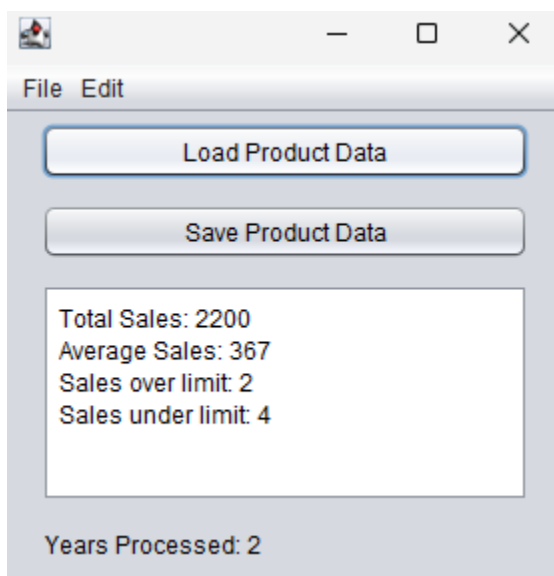 File Edit
Load Product Data
Save Product Data
Total Sales: 2200
Average Sales: 367
Sales over limit: 2
Sales under limit: 4
Years Processed: 2